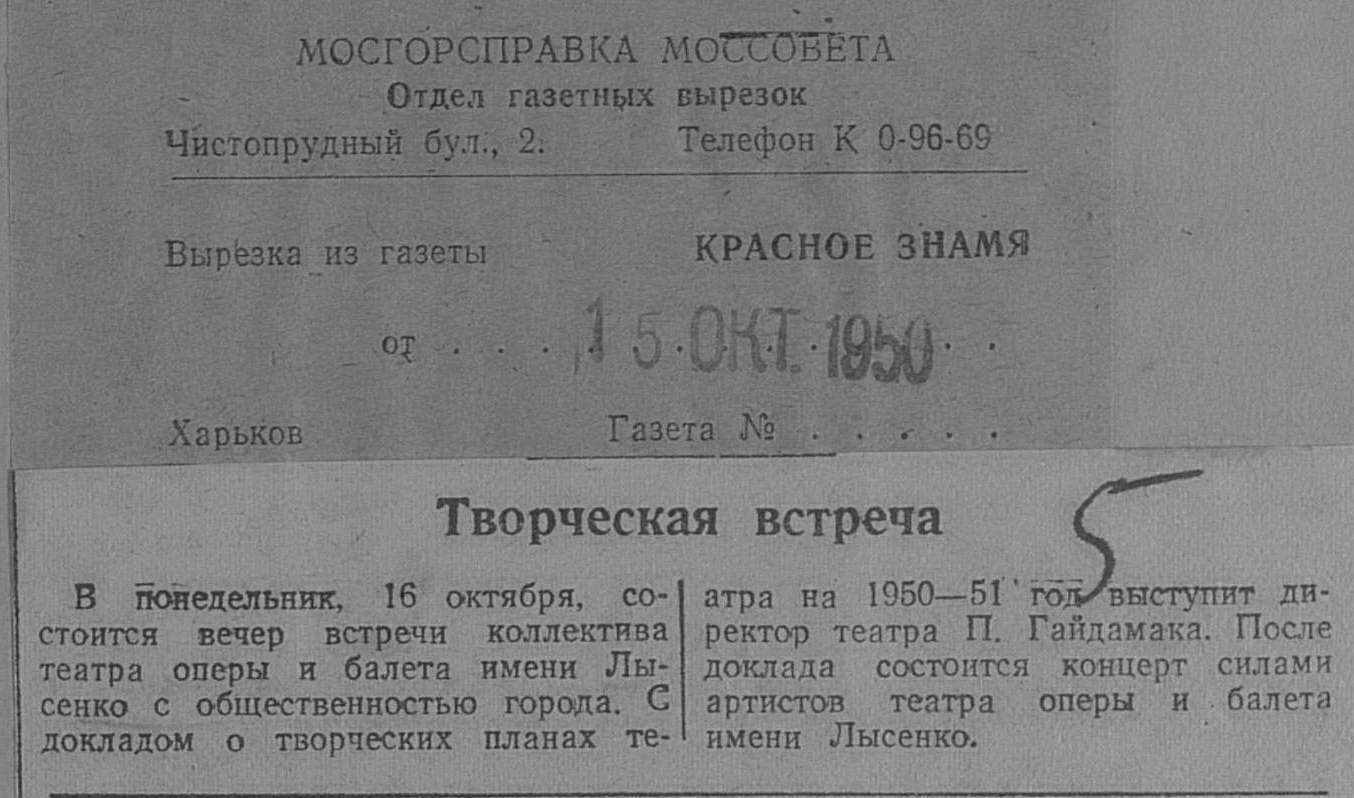 МОСГОРСПРАВКА МОССОВЕТА
Отдел газетных вырезок
Чистопрудный бул., 2. Телефон К 0-96-69
Вырезка из газеты КРАСНОЕ ЗНАМЯ
от . . . . 15 ОКТ. 1950 . .
Харьков Газета № . . . . .
Творческая встреча
5
В понедельник, 16 октября, со-
стоится вечер встречи коллектива
театра оперы и балета имени Лы-
сенко с общественностью города. С
докладом о творческих планах те-
атра на 1950—51 год выступит ди-
ректор театра П. Гайдамака. После
доклада состоится концерт силами
артистов театра оперы и балета
имени Лысенко.